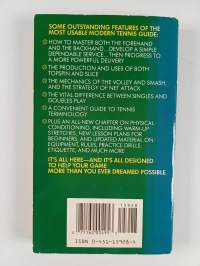 SOME OUTSTANDING FEATURES OF THE
MOST USABLE MODERN TENNIS GUIDE:
• HOW TO MASTER BOTH THE FOREHAND
AND THE BACKHAND...DEVELOP A SIMPLE
DEPENDABLE SERVICE...THEN PROGRESS TO
A MORE POWERFUL DELIVERY
• THE PRODUCTION AND USES OF BOTH
TOPSPIN AND SLICE
• THE MECHANICS OF THE VOLLEY AND SMASH,
AND THE STRATEGY OF NET ATTACK
• THE VITAL DIFFERENCE BETWEEN SINGLES AND
DOUBLES PLAY
• A CONVENIENT GUIDE TO TENNIS
TERMINOLOGY
• PLUS AN ALL-NEW CHAPTER ON PHYSICAL
CONDITIONING, INCLUDING WARM-UP
STRETCHES, NEW LESSON PLANS FOR
BEGINNERS, AND UPDATED MATERIAL ON
EQUIPMENT, RULES, PRACTICE DRILLS,
ETIQUETTE, AND MUCH MORE
IT'S ALL HERE—AND IT'S ALL DESIGNED
TO HELP YOUR GAME
MORE THAN YOU EVER DREAMED POSSIBLE.
ISBN 0-451-15928-4